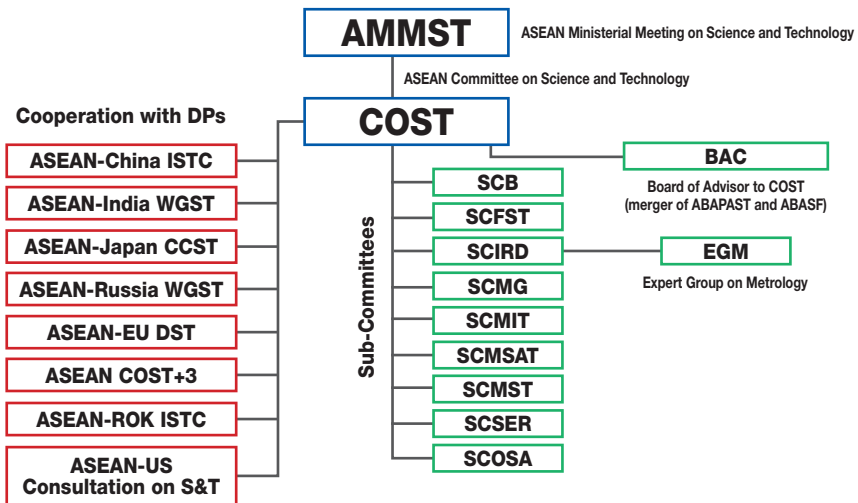 AMMST
ASEAN Ministerial Meeting on Science and Technology
ASEAN Committee on Science and Technology
COST
Cooperation with DPs
ASEAN-China ISTC
ASEAN-India WGST
ASEAN-Japan CCST
ASEAN-Russia WGST
ASEAN-EU DST
ASEAN COST+3
ASEAN-ROK ISTC
ASEAN-US
Consultation on S&T
Sub-Committees
SCB
SCFST
SCIRD
SCMG
SCMIT
SCMSAT
SCMST
SCSER
SCOSA
BAC
Board of Advisor to COST
(merger of ABAPAST and ABASF)
EGM
Expert Group on Metrology